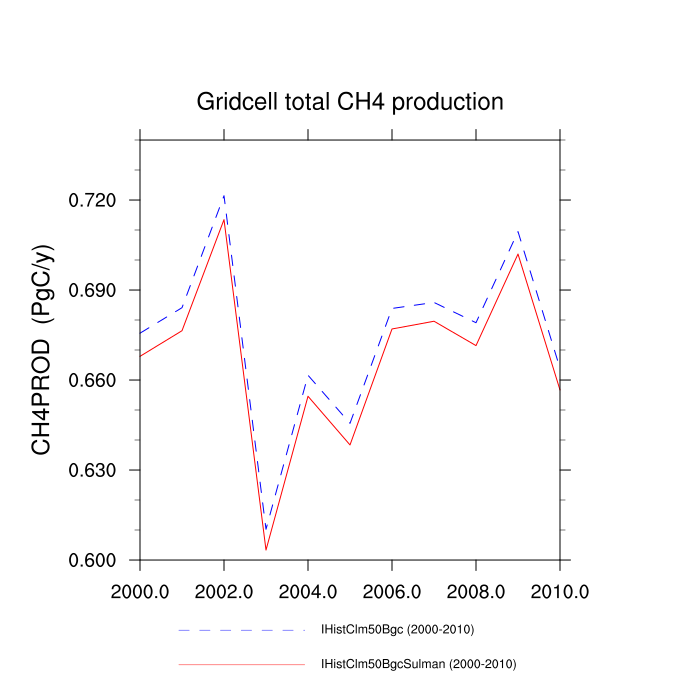 Gridcell total CH4 production
CH4PROD (PgC/y)
0.720
0.690
0.660
0.630
0.600
2000.0 2002.0 2004.0 2006.0 2008.0 2010.0
IHistClm50Bgc (2000-2010)
IHistClm50BgcSulman (2000-2010)